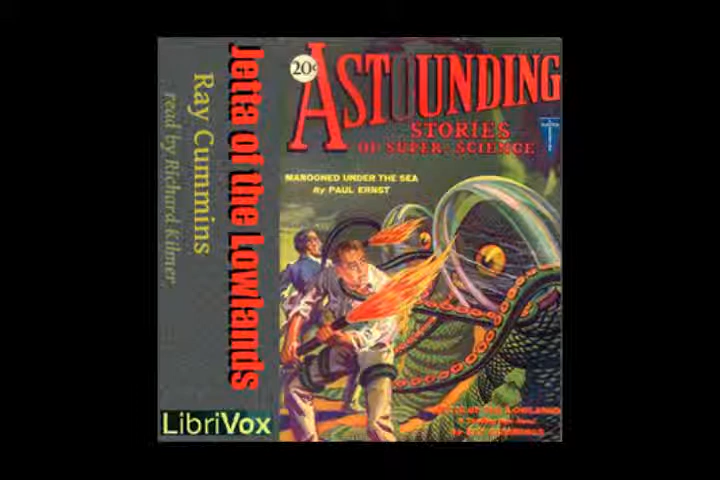 Jetta of the Lowlands
Ray Cummins
read by Richard Kilmer
LibriVox
20¢
ASTOUNDING
STORIES
OF SUPER-SCIENCE
MAROONED UNDER THE SEA
By PAUL ERNST